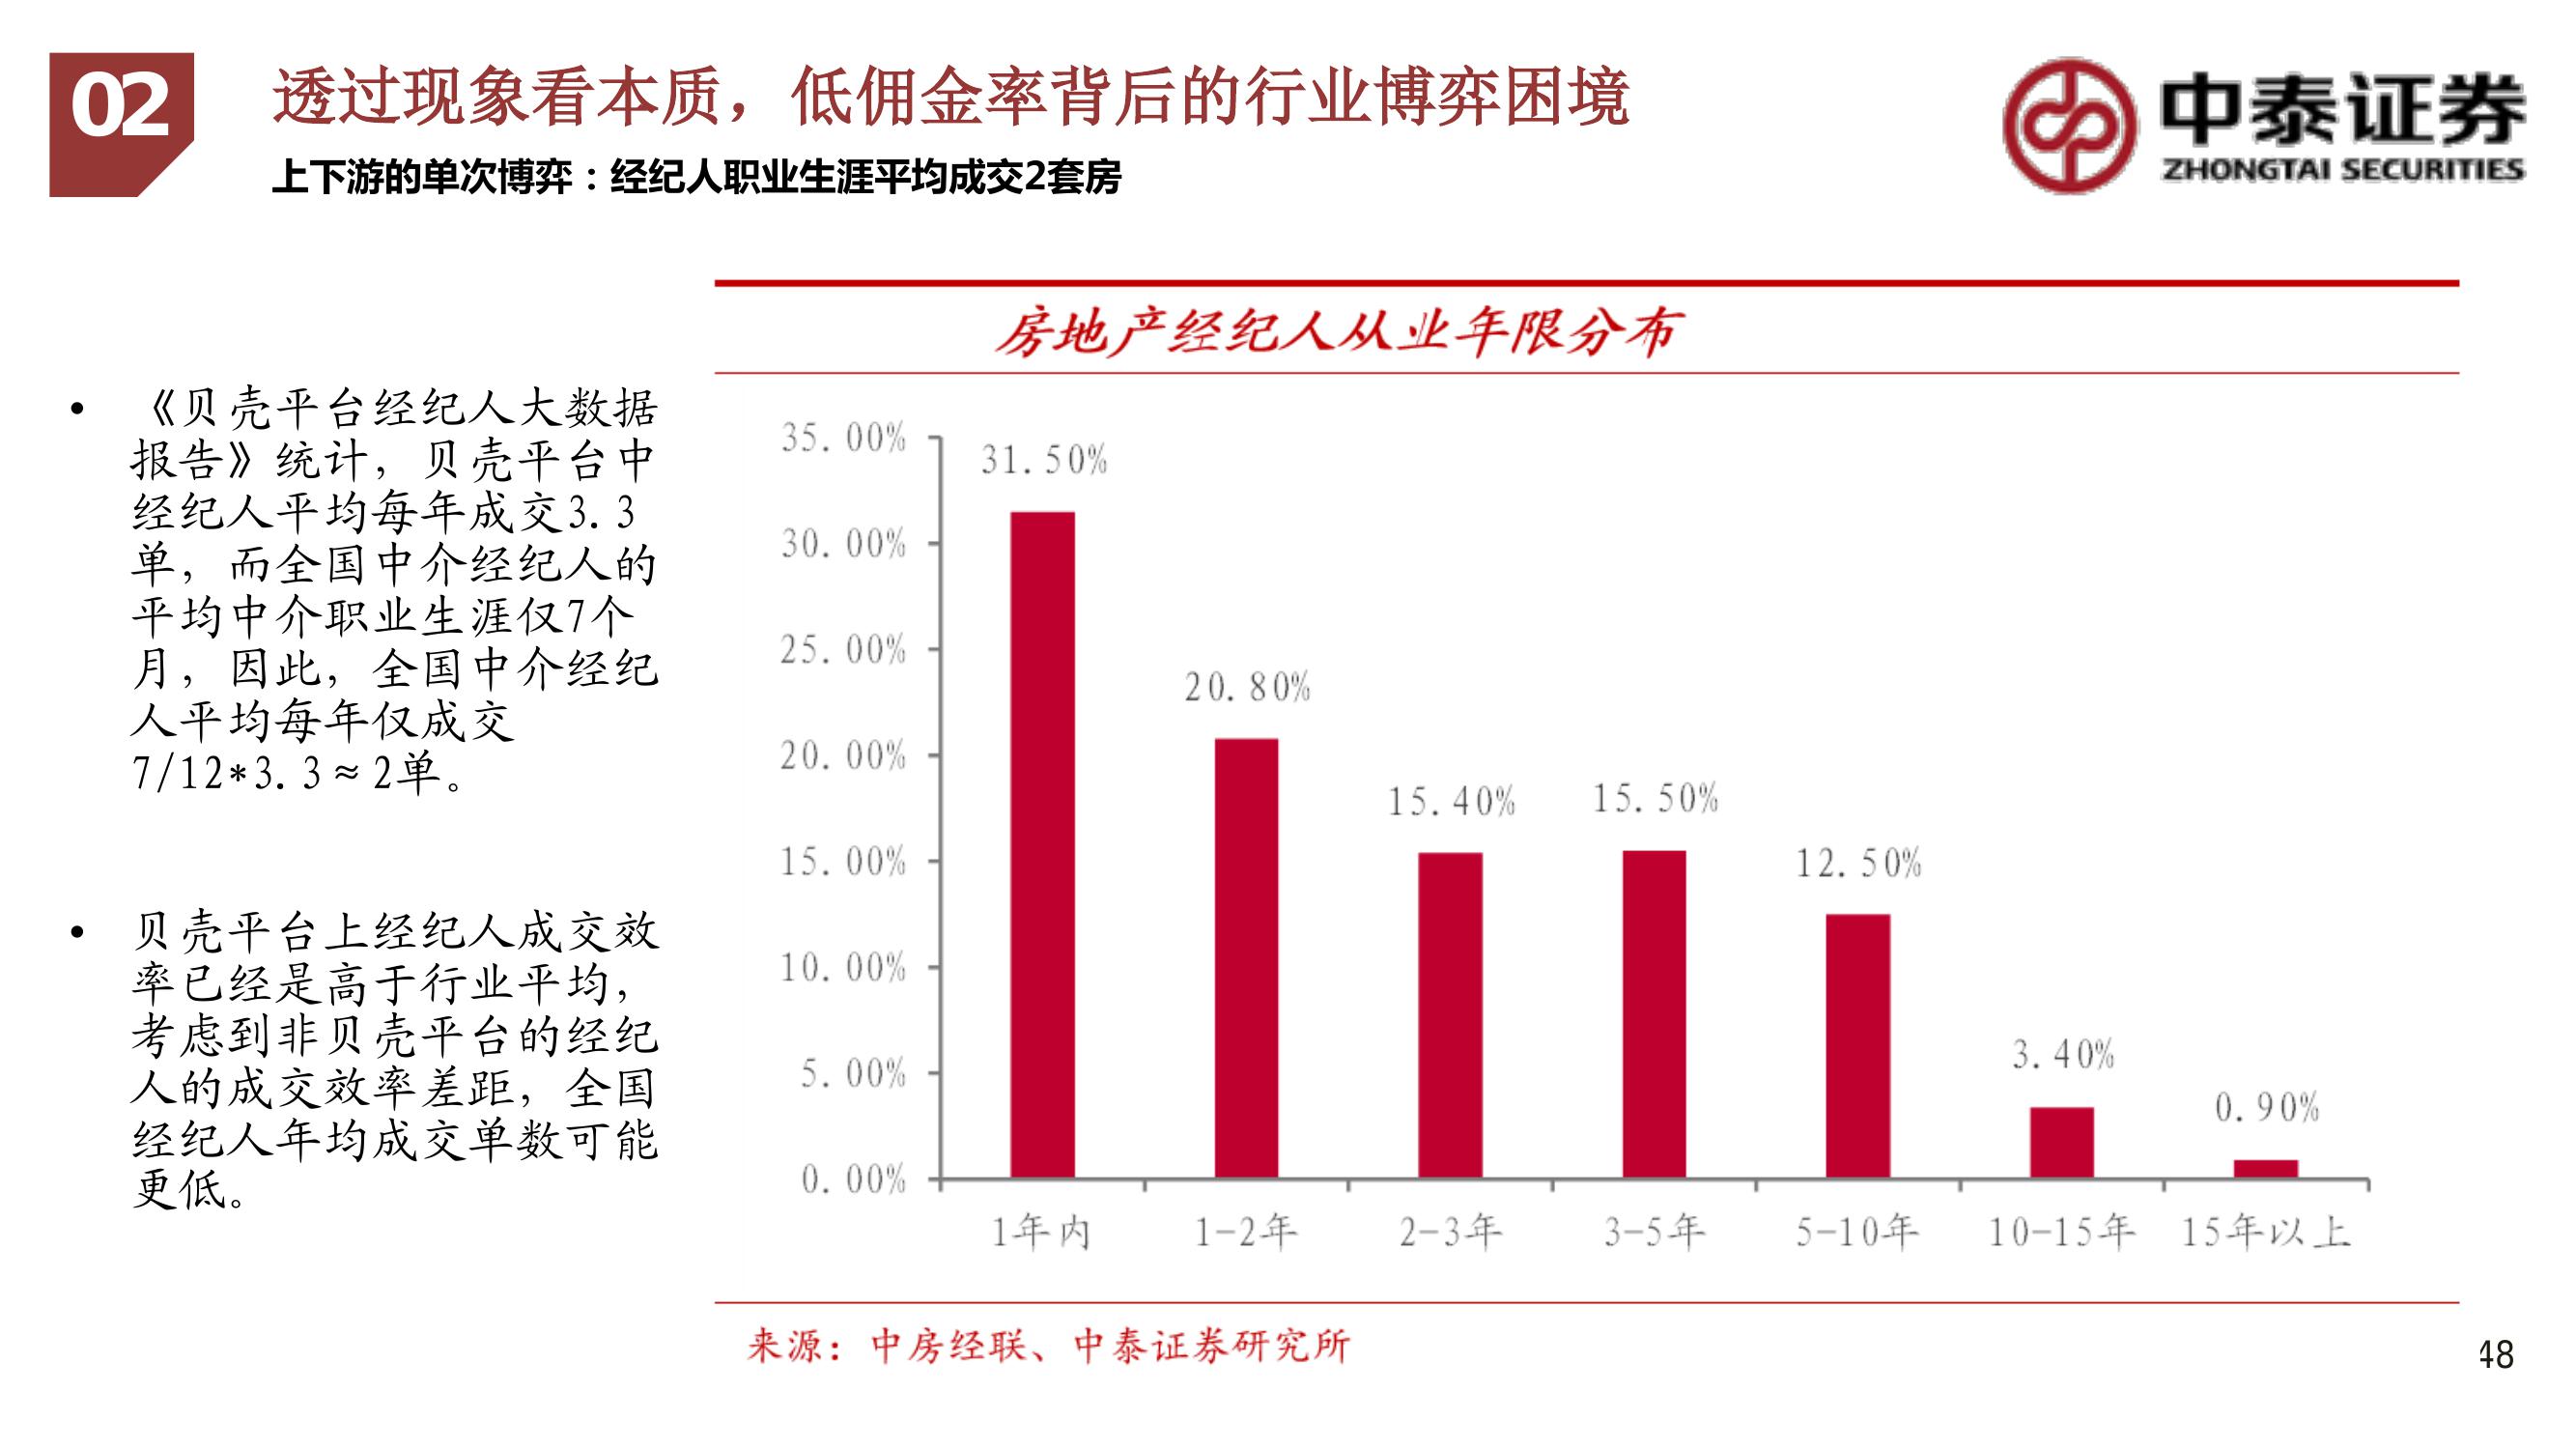 02
透过现象看本质，低佣金率背后的行业博弈困境
上下游的单次博弈：经纪人职业生涯平均成交2套房
中泰证券
ZHONGTAI SECURITIES
• 《贝壳平台经纪人大数据
报告》统计，贝壳平台中
经纪人平均每年成交3.3
单，而全国中介经纪人的
平均中介职业生涯仅7个
月，因此，全国中介经纪
人平均每年仅成交
7/12*3.3≈2单。
• 贝壳平台上经纪人成交效
率已经是高于行业平均，
考虑到非贝壳平台的经纪
人的成交效率差距，全国
经纪人年均成交单数可能
更低。
房地产经纪人从业年限分布
35.00%
30.00%
25.00%
20.00%
15.00%
10.00%
5.00%
0.00%
31.50%
20.80%
15.40%
15.50%
12.50%
3.40%
0.90%
1年内
1-2年
2-3年
3-5年
5-10年
10-15年
15年以上
来源：中房经联、中泰证券研究所
48